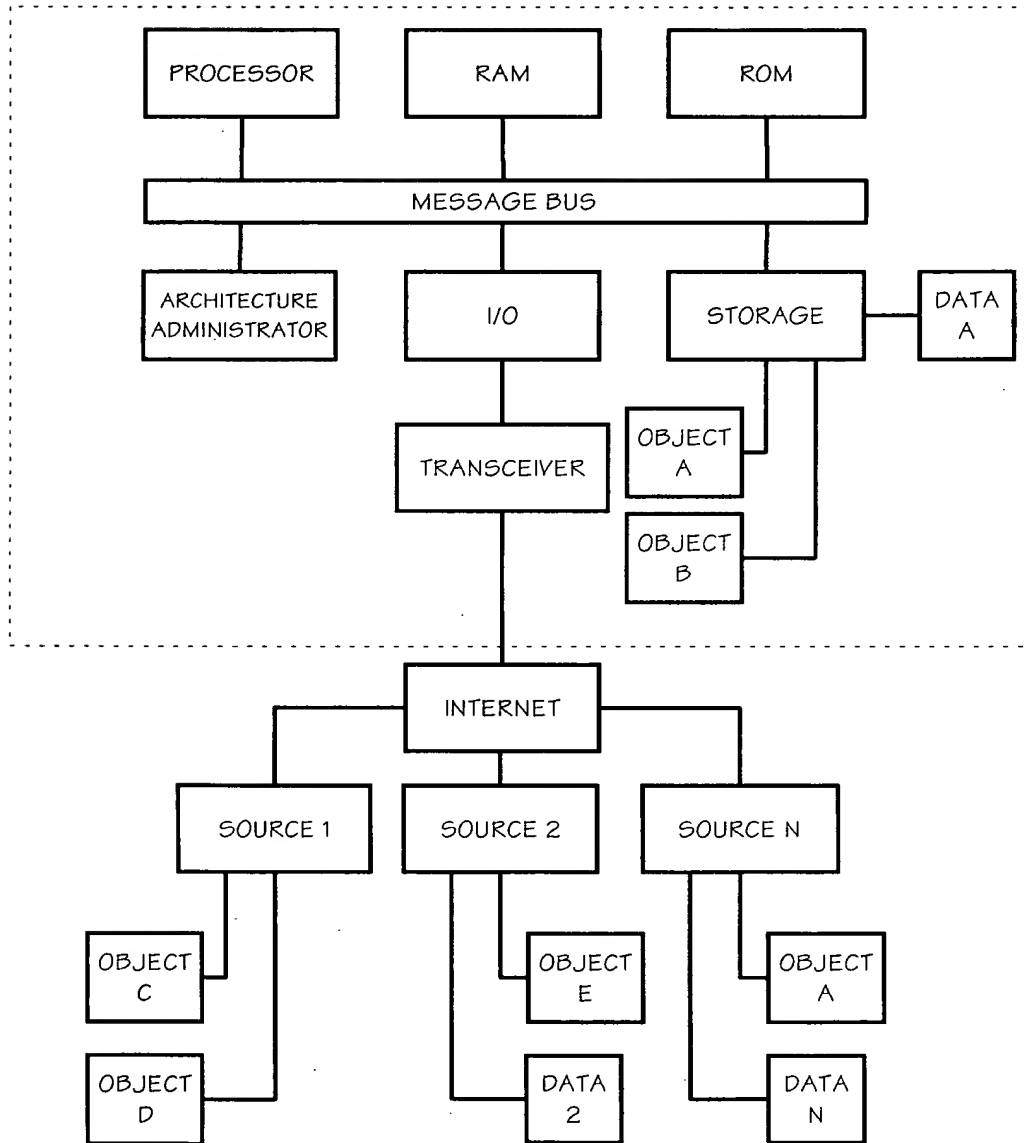 PROCESSOR
RAM
ROM
MESSAGE BUS
ARCHITECTURE
ADMINISTRATOR
I/O
STORAGE
DATA
A
OBJECT
A
TRANSCEIVER
OBJECT
B
INTERNET
SOURCE 1
SOURCE 2
SOURCE N
OBJECT
C
OBJECT
E
OBJECT
A
OBJECT
D
DATA
2
DATA
N